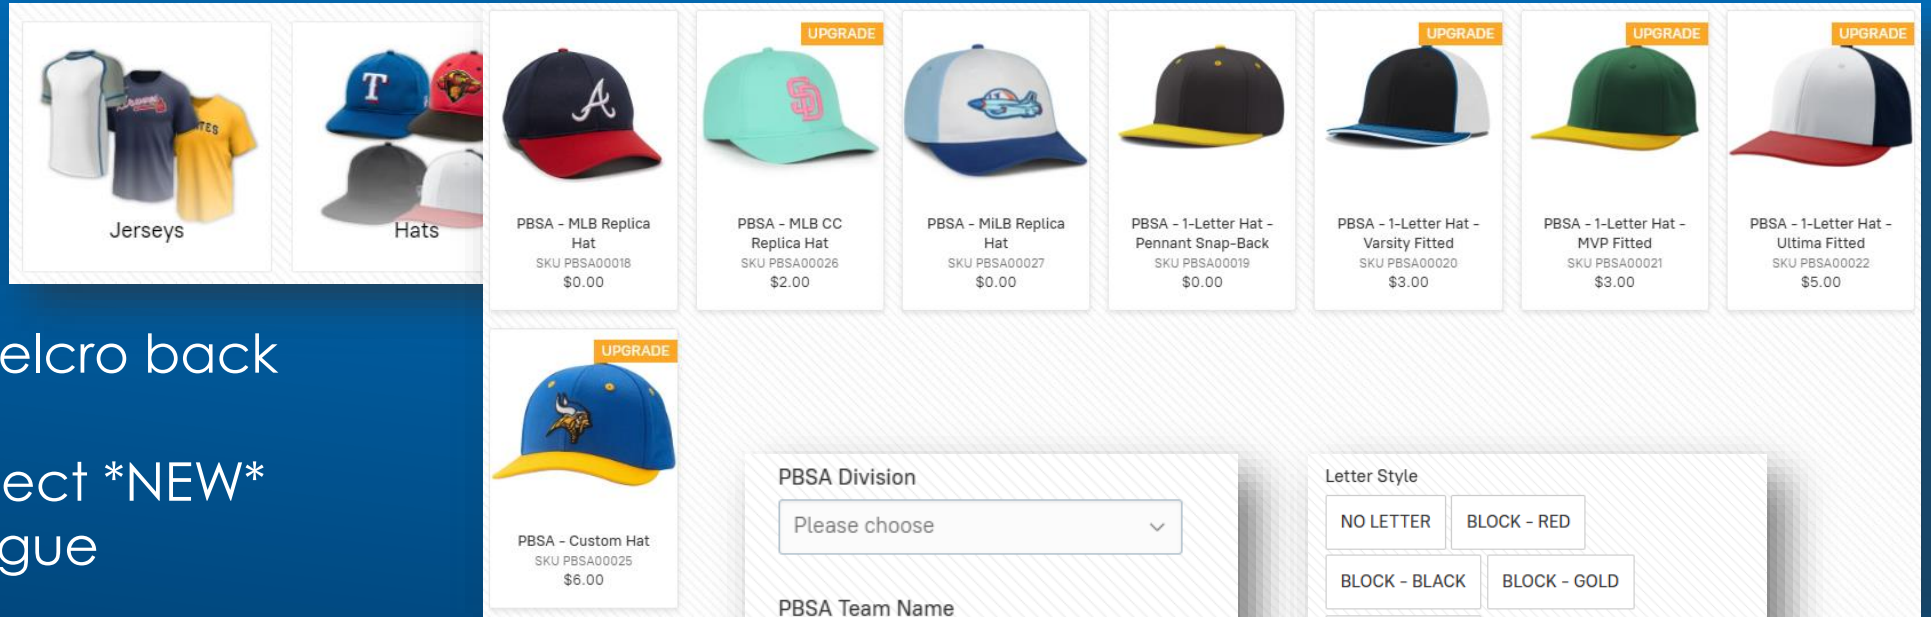 Jerseys
Hats
PBSA - MLB Replica
Hat
SKU PBSA00018
$0.00
UPGRADE
PBSA - MLB CC
Replica Hat
SKU PBSA00026
$2.00
PBSA - MiLB Replica
Hat
SKU PBSA00027
$0.00
PBSA - 1-Letter Hat -
Pennant Snap-Back
SKU PBSA00019
$0.00
UPGRADE
PBSA - 1-Letter Hat -
Varsity Fitted
SKU PBSA00020
$3.00
UPGRADE
PBSA - 1-Letter Hat -
MVP Fitted
SKU PBSA00021
$3.00
UPGRADE
PBSA - 1-Letter Hat -
Ultima Fitted
SKU PBSA00022
$5.00
elcro back
ect *NEW*
gue
UPGRADE
PBSA - Custom Hat
SKU PBSA00025
$6.00
PBSA Division
Please choose
PBSA Team Name
Letter Style
NO LETTER
BLOCK - RED
BLOCK - BLACK
BLOCK - GOLD